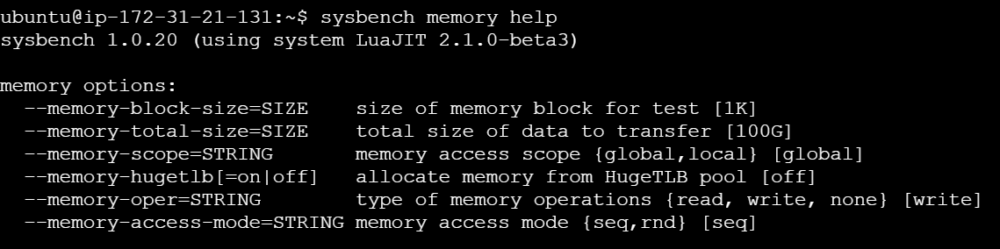 ubuntu@ip-172-31-21-131:~$ sysbench memory help
sysbench 1.0.20 (using system LuaJIT 2.1.0-beta3)

memory options:
  --memory-block-size=SIZE    size of memory block for test [1K]
  --memory-total-size=SIZE    total size of data to transfer [100G]
  --memory-scope=STRING       memory access scope {global,local} [global]
  --memory-hugetlb[=on|off]   allocate memory from HugeTLB pool [off]
  --memory-oper=STRING        type of memory operations {read, write, none} [write]
  --memory-access-mode=STRING memory access mode {seq,rnd} [seq]